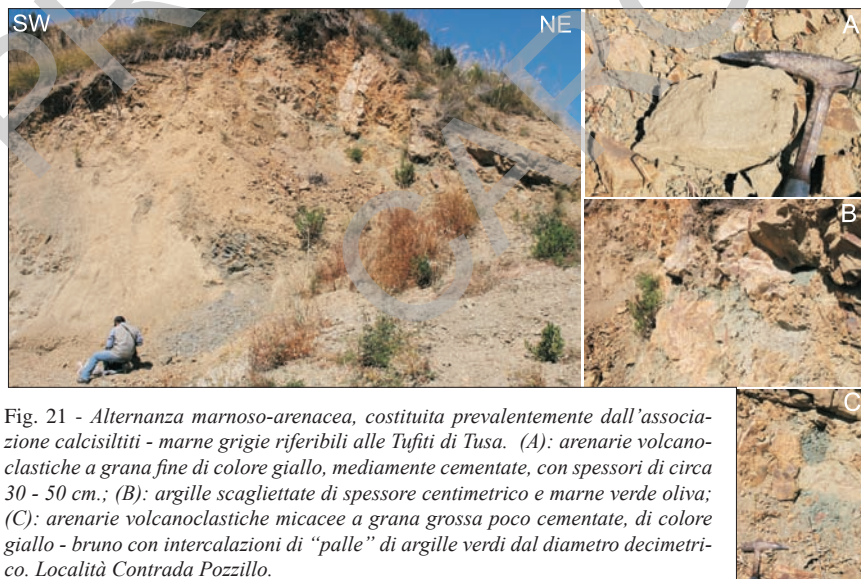 SW
NE
A
B
C
Fig. 21 - Alternanza marnoso-arenacea, costituita prevalentemente dall'associa-
zione calcisiltiti - marne grigie riferibili alle Tufiti di Tusa. (A): arenarie volcano-
clastiche a grana fine di colore giallo, mediamente cementate, con spessori di circa
30 - 50 cm.; (B): argille scagliettate di spessore centimetrico e marne verde oliva;
(C): arenarie volcanoclastiche micacee a grana grossa poco cementate, di colore
giallo - bruno con intercalazioni di "palle" di argille verdi dal diametro decimetri-
co. Località Contrada Pozzillo.